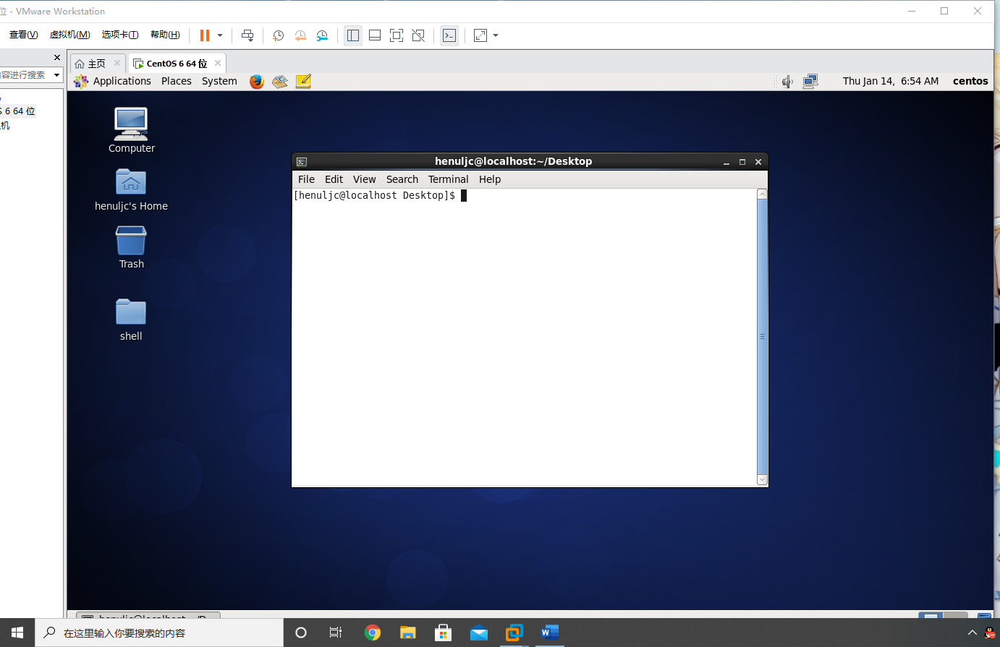 位 - VMware Workstation
查看(V) 虚拟机(M) 选项卡(T) 帮助(H)
主页 CentOS 6 64 位
容进行搜索
Applications Places System Thu Jan 14, 6:54 AM centos
S 6 64 位
机
Computer
henuljc's Home
Trash
shell
henuljc@localhost:~/Desktop
File Edit View Search Terminal Help
[henuljc@localhost Desktop]$
henuljc@localhost:~/D
在这里输入你要搜索的内容